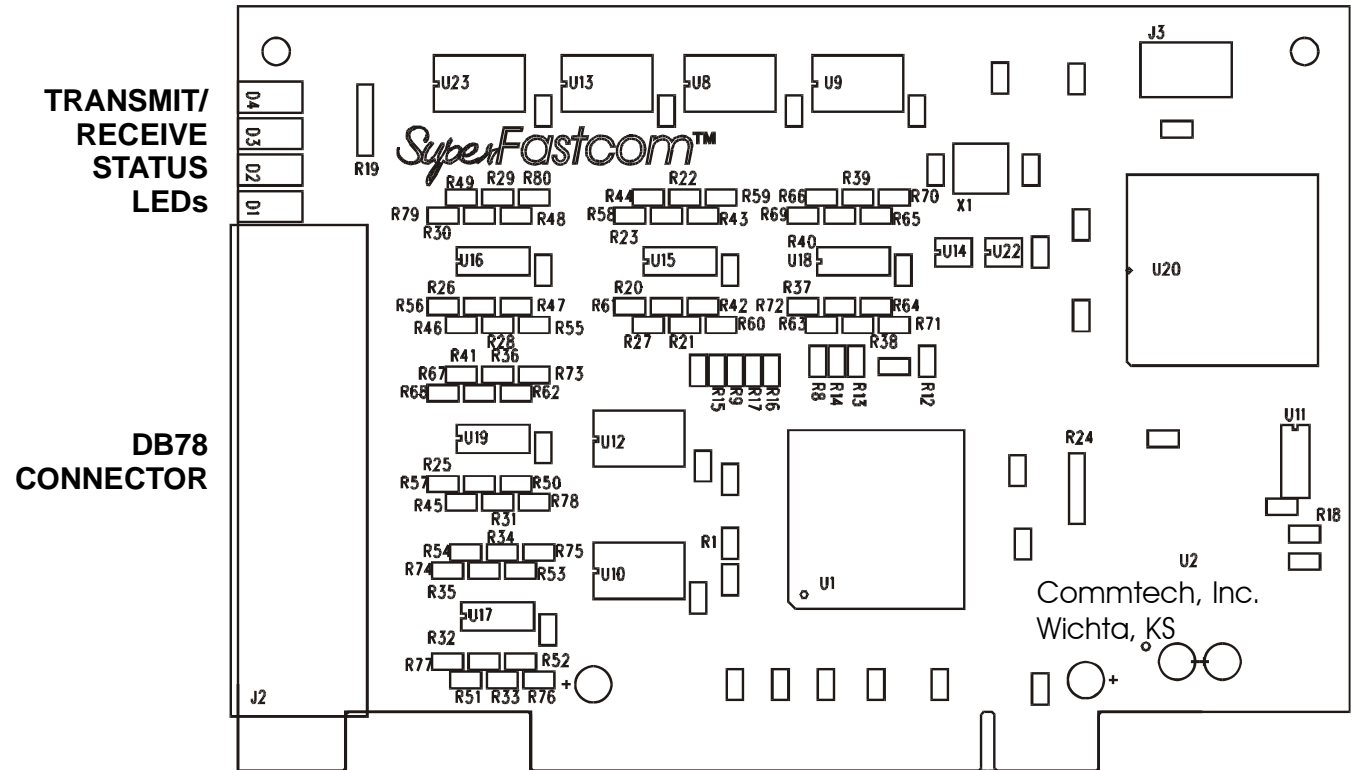 TRANSMIT/
RECEIVE
STATUS
LEDs
DB78
CONNECTOR
D4
D3
D2
D1
J2
R19
U23
U13
U8
U9
J3
SuperFastcom™
R49 R29 R80
R79 R48
R30
U16
R26
R56 R47
R46 R55
R28
R44 R22 R59
R58 R43
R23
U15
R20
R61 R42
R60
R27 R21
R66 R39 R70
R69 R65
R40
U18
R37
R72 R64
R63 R71
R38
X1
U14 U22
U20
R41 R36
R67 R73
R68 R62
R15 R9 R17 R16
R8 R14 R13
R12
U19
R25
R57 R50
R45 R78
R31
U12
R24
U11
R18
R34
R54 R75
R74 R53
R35
U10
R1
U1
U2
U17
R32
R77 R52
R51 R33 R76
+
+
Commtech, Inc.
Wichta, KS